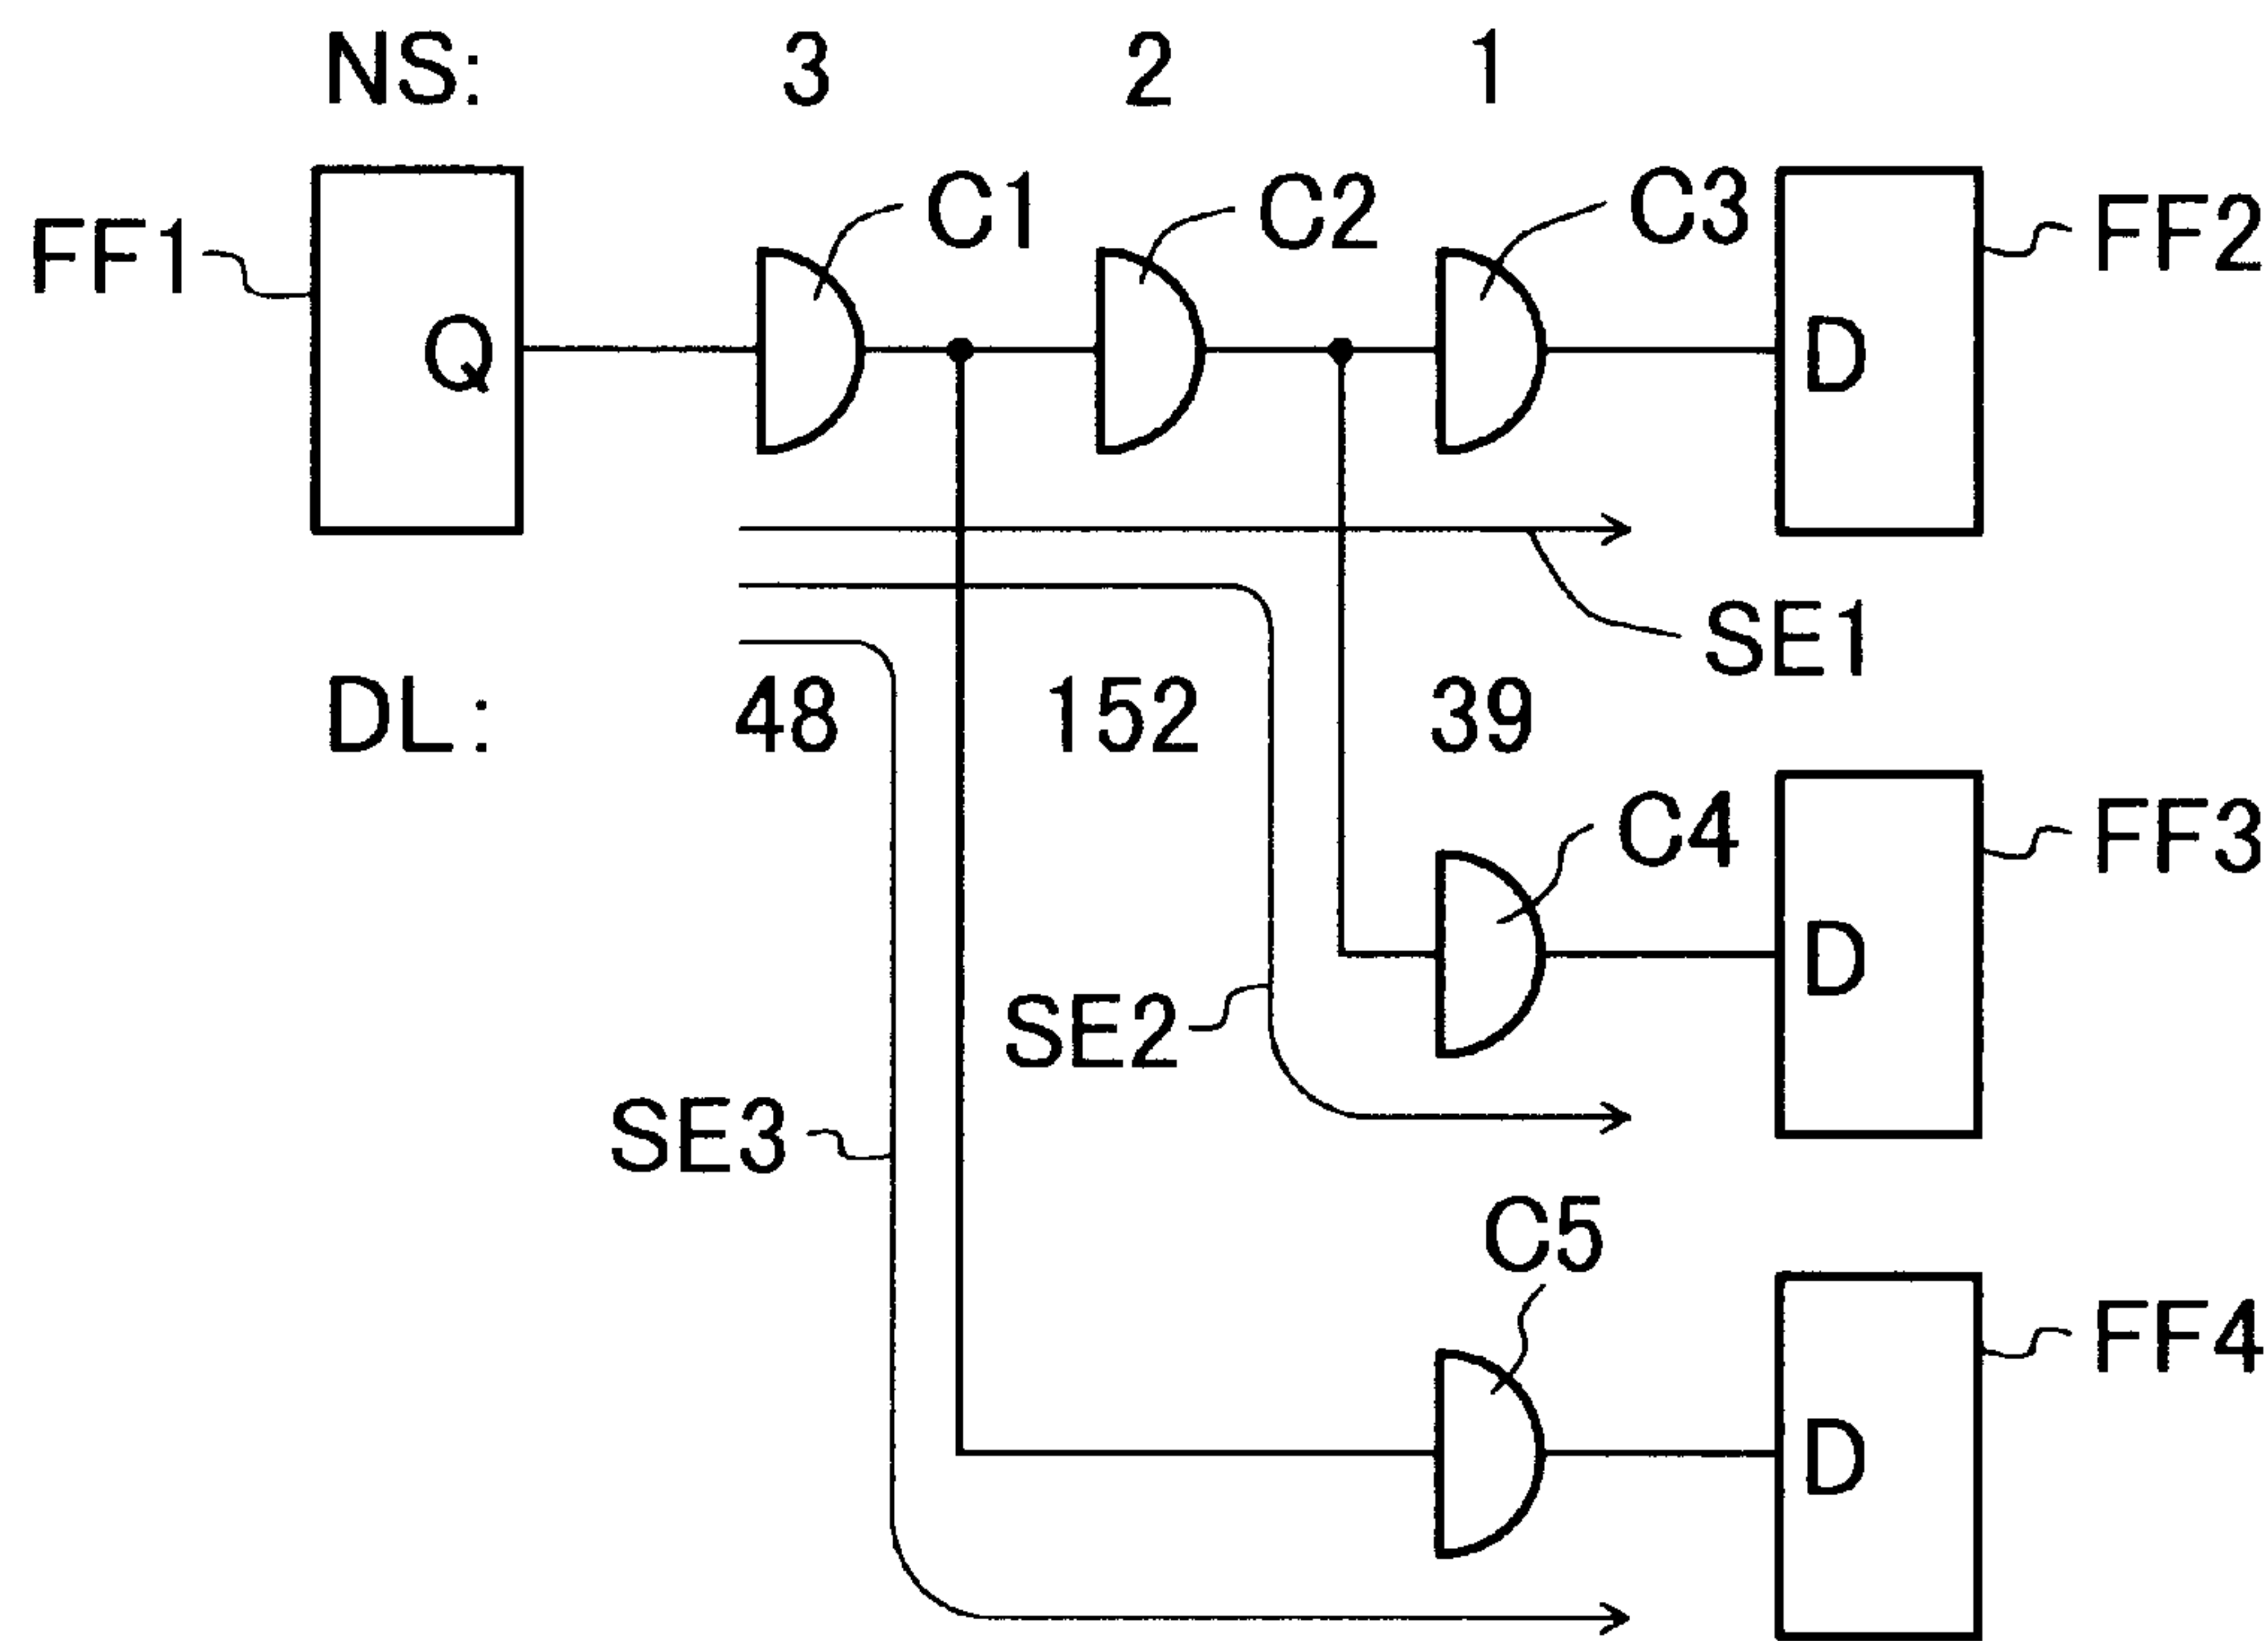 NS: 3 2 1
C1 C2 C3
FF1 FF2
Q D
SE1
DL: 48 152 39
C4 FF3
D
SE2
SE3
C5
FF4
D